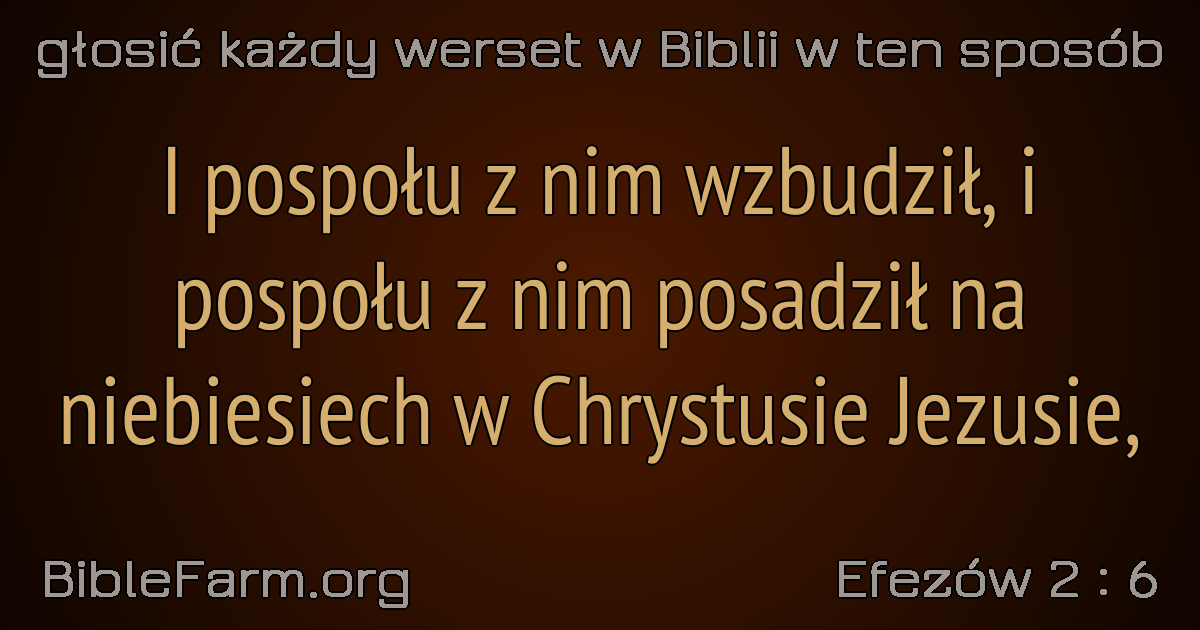 głosić każdy werset w Biblii w ten sposób
I pospołu z nim wzbudził, i
pospołu z nim posadził na
niebiesiech w Chrystusie Jezusie,
BibleFarm.org
Efezów 2 : 6